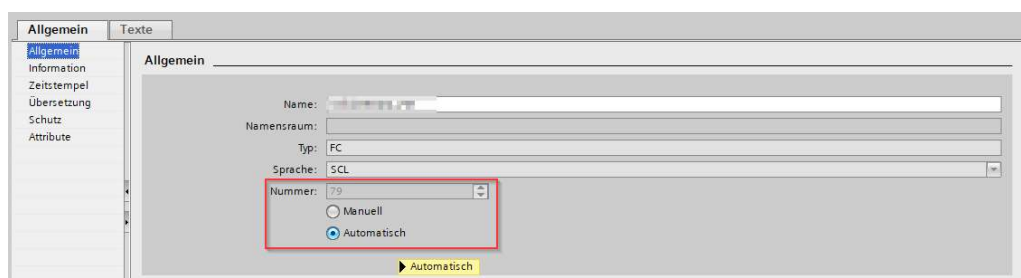 Allgemein Texte
Allgemein
Information
Zeitstempel
Übersetzung
Schutz
Attribute
Allgemein
Name:
Namensraum:
Typ: FC
Sprache: SCL
Nummer: 79
Manuell
Automatisch
Automatisch